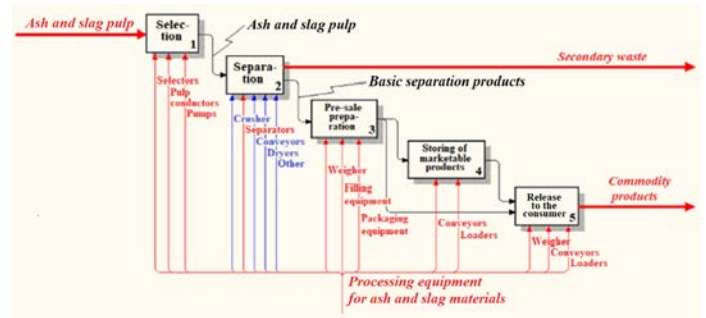 Ash and slag pulp
Selec-
tion
1
Ash and slag pulp
Selectors
Pulp
conductors
Pumps
Separa-
tion
2
Secondary waste
Basic separation products
Crusher
Separators
Conveyors
Dryers
Other
Pre-sale
prepa-
ration
3
Weigher
Filling
equipment
Packaging
equipment
Storing of
marketable
products
4
Conveyors
Loaders
Release
to the
consumer
5
Commodity
products
Weigher
Conveyors
Loaders
Processing equipment
for ash and slag materials